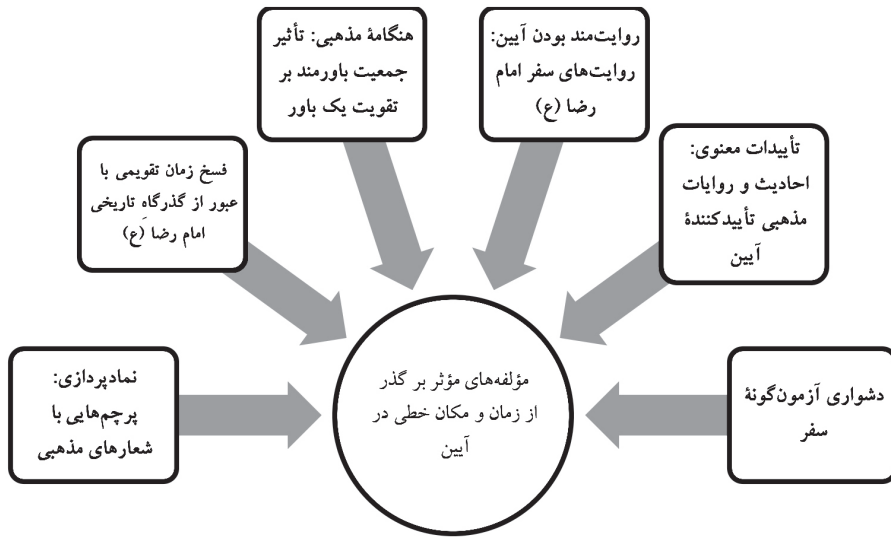 روایت‌مند بودن آیین:
روایت‌های سفر امام
رضا (ع)
هنگامهٔ مذهبی: تأثیر
جمعیت باورمند بر
تقویت یک باور
تأییدات معنوی:
احادیث و روایات
مذهبی تأییدکنندهٔ
آیین
فسخ زمان تقویمی با
عبور از گذرگاهِ تاریخی
امام رضا (ع)
دشواری آزمون‌گونهٔ
سفر
مؤلفه‌های مؤثر بر گذر
از زمان و مکان خطی در
آیین
نمادپردازی:
پرچم‌هایی با
شعارهای مذهبی